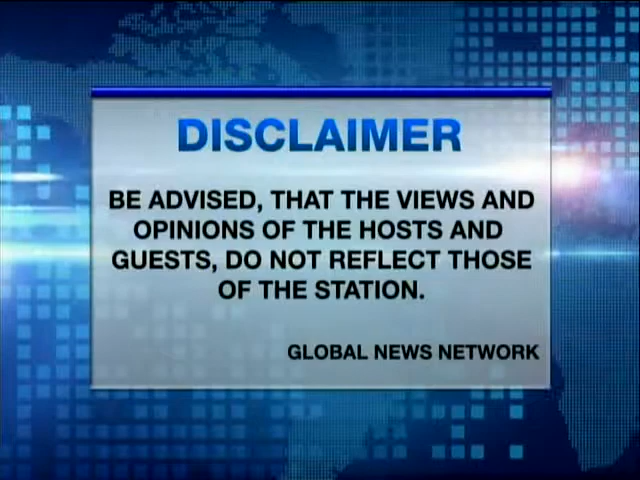 DISCLAIMER
BE ADVISED, THAT THE VIEWS AND
OPINIONS OF THE HOSTS AND
GUESTS, DO NOT REFLECT THOSE
OF THE STATION.
GLOBAL NEWS NETWORK